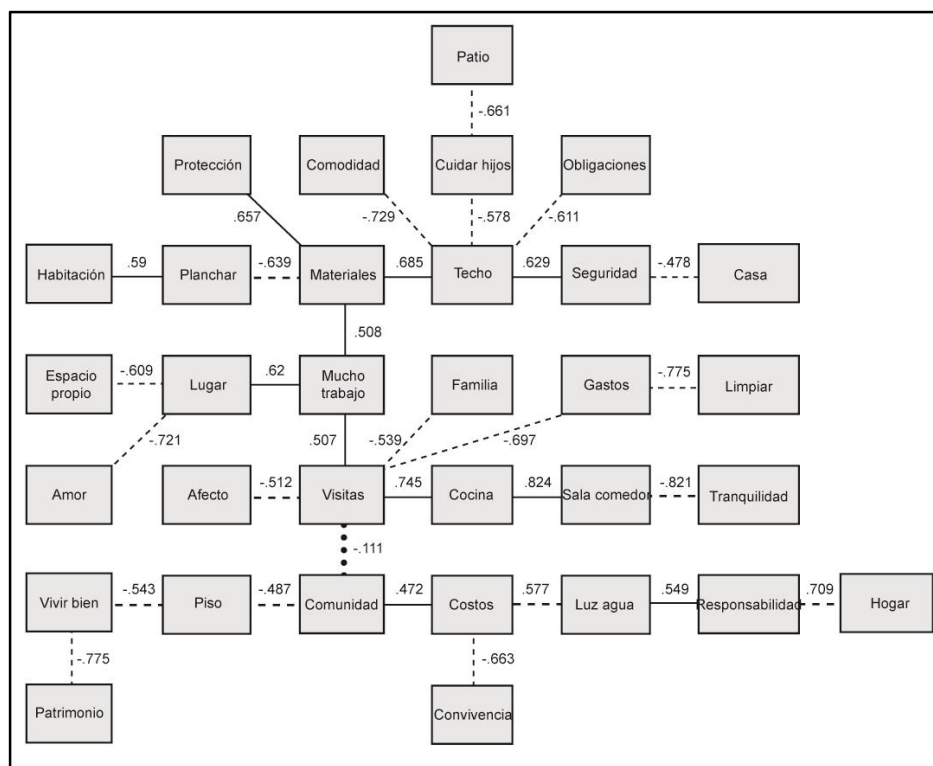 Patio
-.661
Protección
Comodidad
Cuidar hijos
Obligaciones
.657
-.729
-.578
-.611
Habitación
.59
Planchar
-.639
Materiales
.685
Techo
.629
Seguridad
-.478
Casa
.508
Espacio
propio
-.609
Lugar
.62
Mucho
trabajo
Familia
Gastos
-.775
Limpiar
-.721
.507
-.539
-.697
Amor
Afecto
-.512
Visitas
.745
Cocina
.824
Sala comedor
-.821
Tranquilidad
-.111
Vivir bien
-.543
Piso
-.487
Comunidad
.472
Costos
.577
Luz agua
.549
Responsabilidad
.709
Hogar
-.775
-.663
Patrimonio
Convivencia